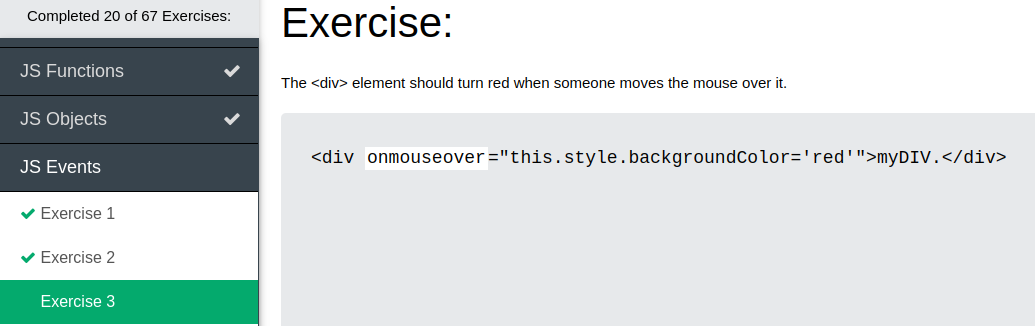 Completed 20 of 67 Exercises:
JS Functions
JS Objects
JS Events
Exercise 1
Exercise 2
Exercise 3
Exercise:
The <div> element should turn red when someone moves the mouse over it.
<div onmouseover="this.style.backgroundColor='red'">myDIV.</div>